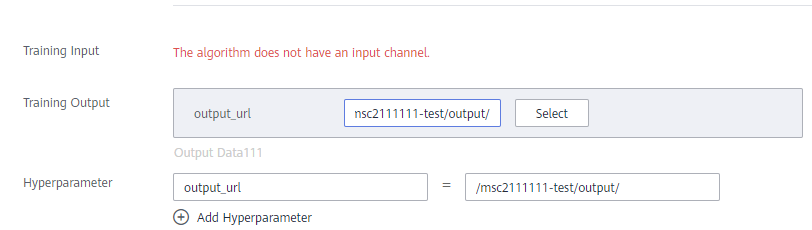 Training Input The algorithm does not have an input channel.
Training Output output_url nsc2111111-test/output/ Select
Output Data111
Hyperparameter output_url = /msc2111111-test/output/
Add Hyperparameter